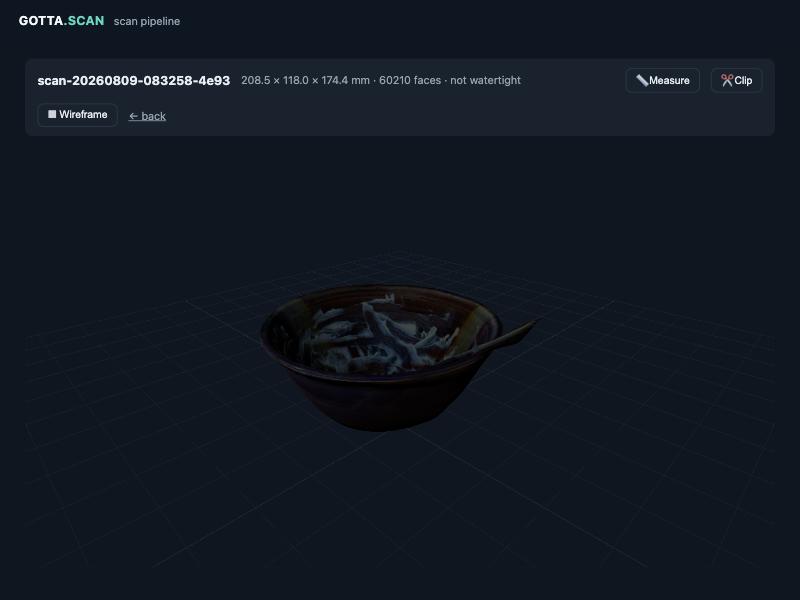 GOTTA.SCAN scan pipeline
scan-20260809-083258-4e93 208.5 × 118.0 × 174.4 mm · 60210 faces · not watertight 📏Measure ✂️Clip
Wireframe ← back